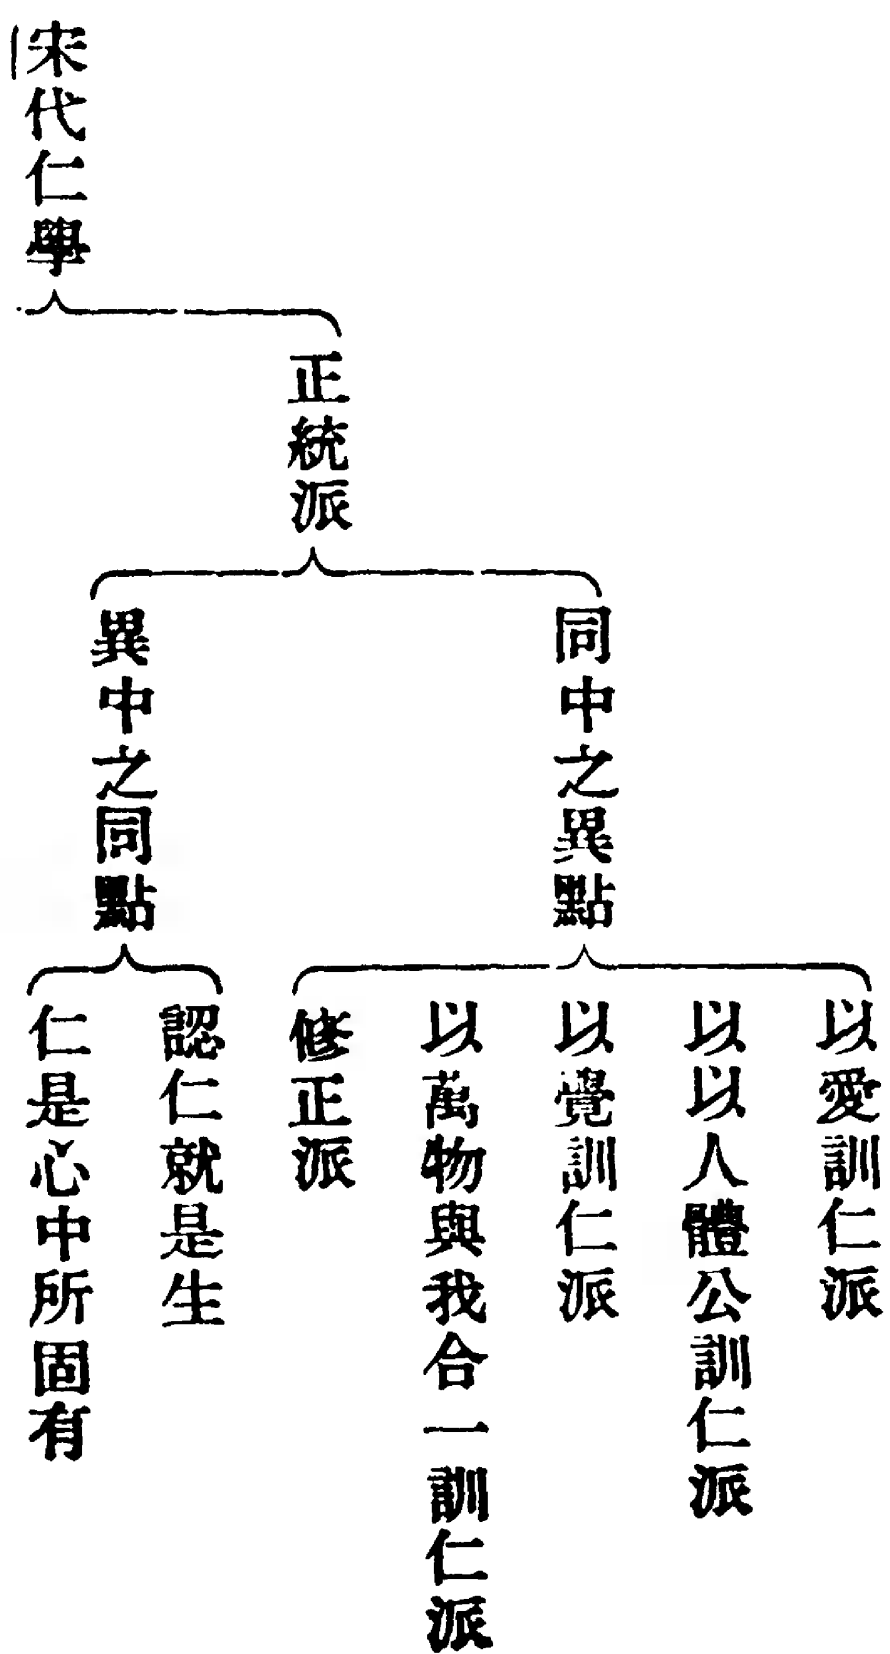 宋代仁學
正統派
同中之異點
以愛訓仁派
以以人體公訓仁派
以覺訓仁派
以萬物與我合一訓仁派
修正派
異中之同點
認仁就是生
仁是心中所固有